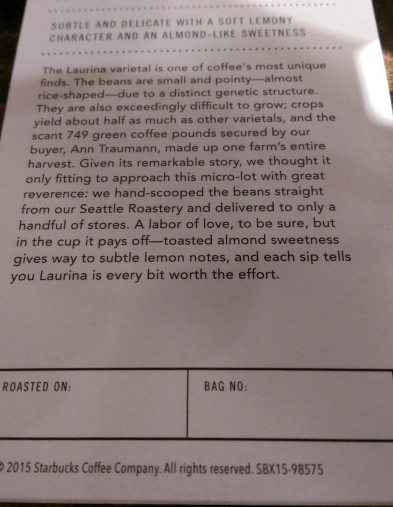 SUBTLE AND DELICATE WITH A SOFT LEMONY
CHARACTER AND AN ALMOND-LIKE SWEETNESS
The Laurina varietal is one of coffee's most unique
finds. The beans are small and pointy—almost
rice-shaped—due to a distinct genetic structure.
They are also exceedingly difficult to grow; crops
yield about half as much as other varietals, and the
scant 749 green coffee pounds secured by our
buyer, Ann Traumann, made up one farm's entire
harvest. Given its remarkable story, we thought it
only fitting to approach this micro-lot with great
reverence: we hand-scooped the beans straight
from our Seattle Roastery and delivered to only a
handful of stores. A labor of love, to be sure, but
in the cup it pays off—toasted almond sweetness
gives way to subtle lemon notes, and each sip tells
you Laurina is every bit worth the effort.
ROASTED ON:
BAG NO:
© 2015 Starbucks Coffee Company. All rights reserved. SBX15-98575